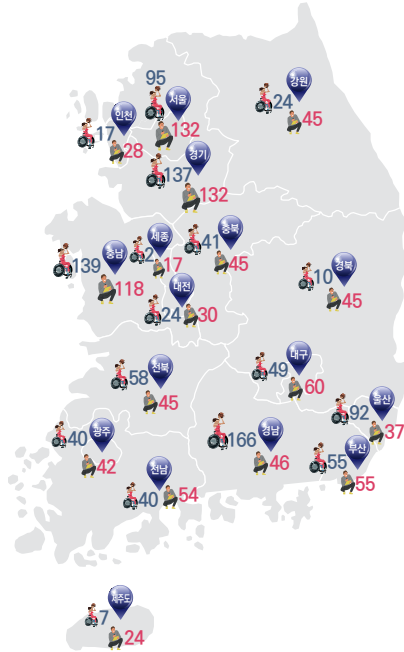 95
서울
132
강원
24
45
인천
17
28
경기
137
132
충북
41
45
세종
2
17
충남
139
118
대전
24
30
경북
10
45
대구
49
60
전북
58
45
울산
92
37
광주
40
42
경남
166
46
부산
55
55
전남
40
54
제주도
7
24